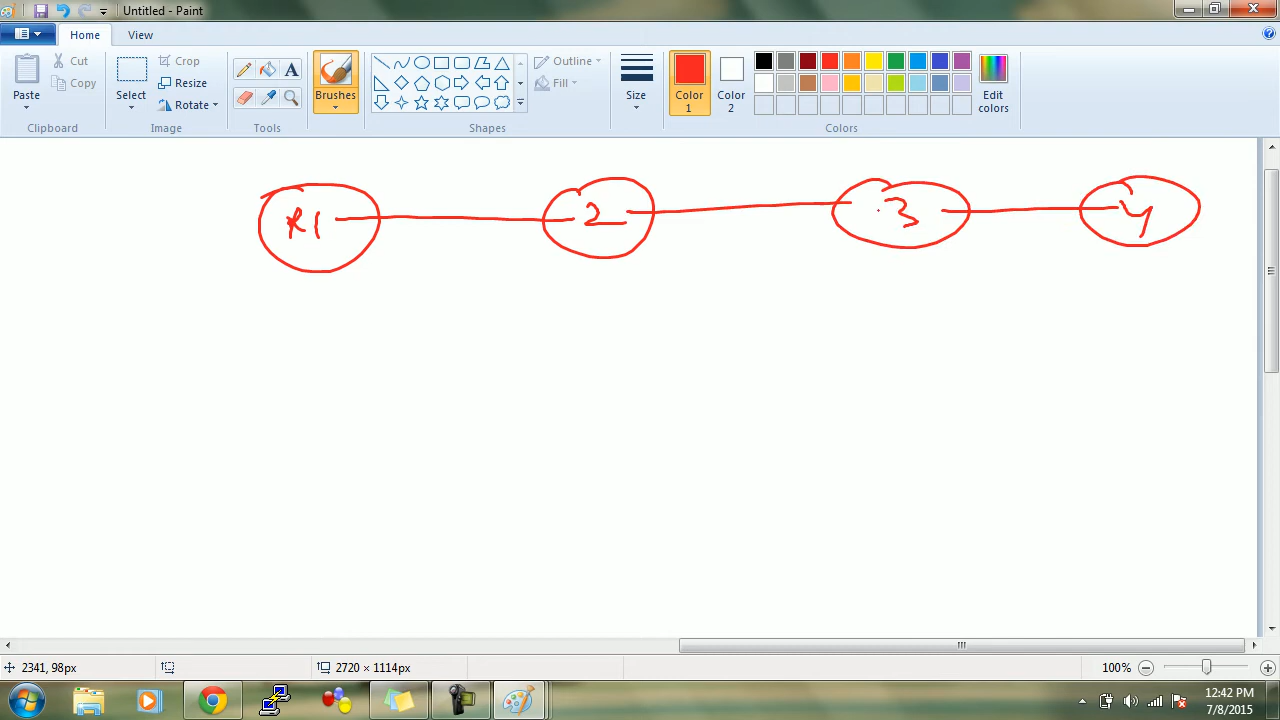 Untitled - Paint
Home View
Paste
Cut
Copy
Clipboard
Select
Crop
Resize
Rotate
Image
Tools
Brushes
Shapes
Outline
Fill
Size
Color 1
Color 2
Edit colors
Colors
R1 2 3 4
2341, 98px
2720 × 1114px
100%
12:42 PM
7/8/2015